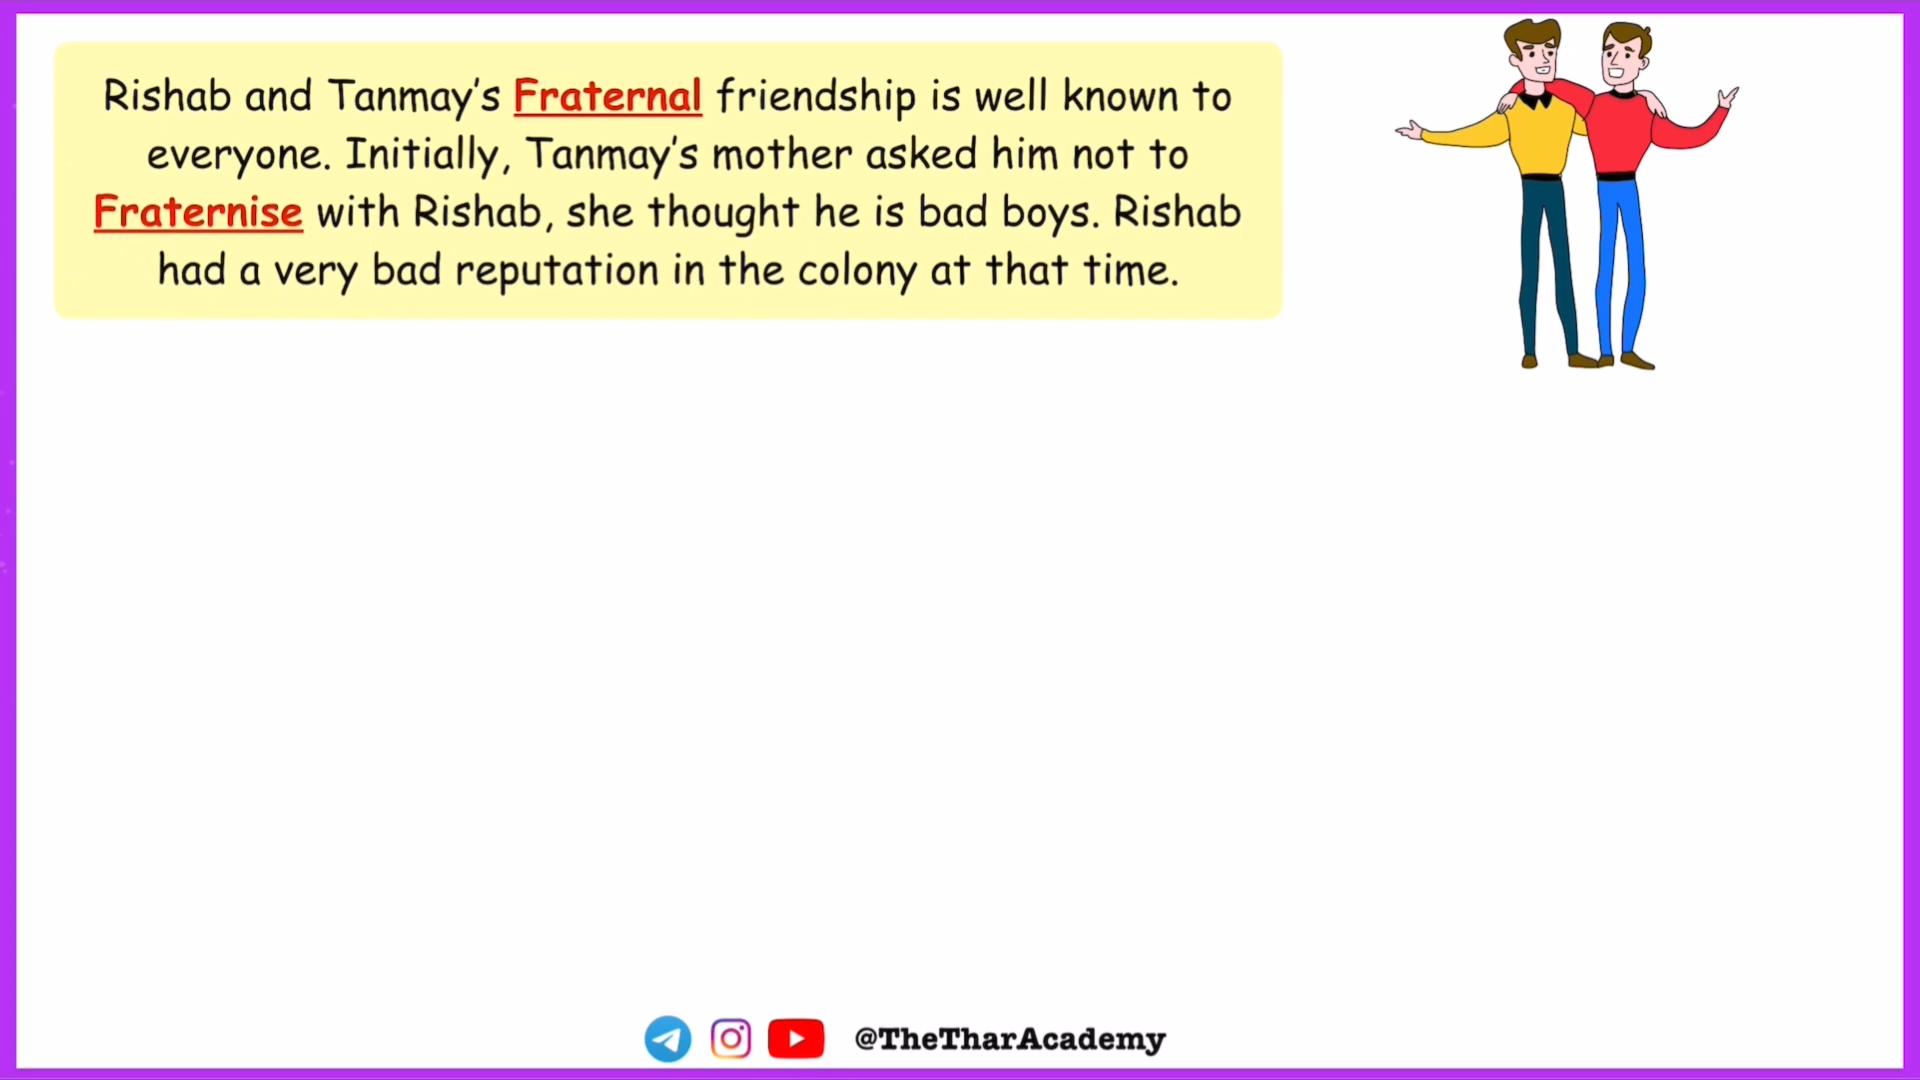 Rishab and Tanmay's Fraternal friendship is well known to
everyone. Initially, Tanmay's mother asked him not to
Fraternise with Rishab, she thought he is bad boys. Rishab
had a very bad reputation in the colony at that time.
@TheTharAcademy